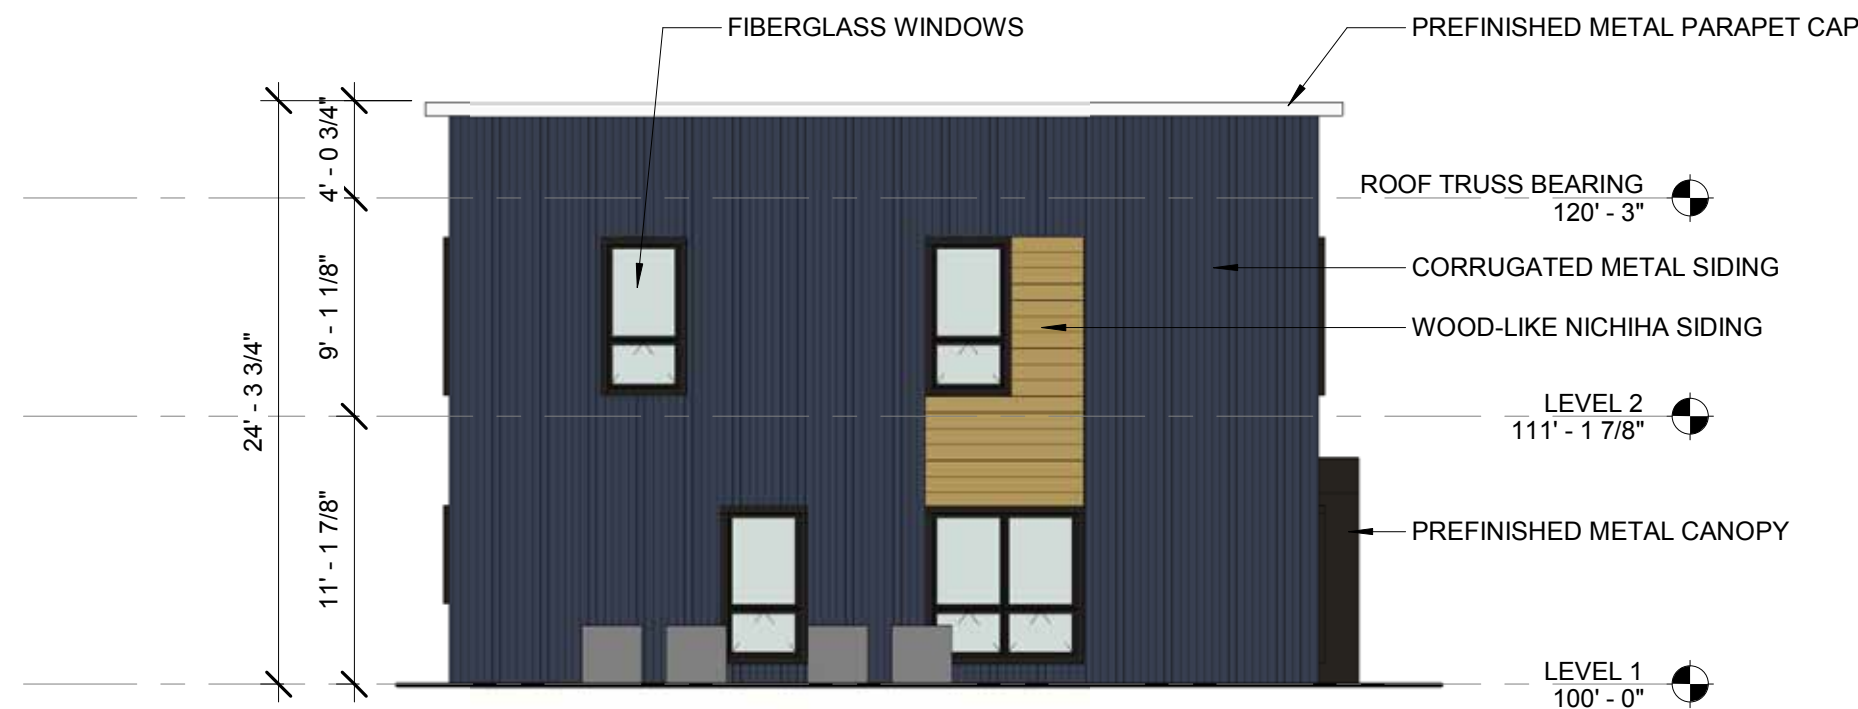 FIBERGLASS WINDOWS
PREFINISHED METAL PARAPET CAP
4' - 0 3/4"
ROOF TRUSS BEARING
120' - 3"
CORRUGATED METAL SIDING
9' - 1 1/8"
WOOD-LIKE NICHIHA SIDING
24' - 3 3/4"
LEVEL 2
111' - 1 7/8"
11' - 1 7/8"
PREFINISHED METAL CANOPY
LEVEL 1
100' - 0"